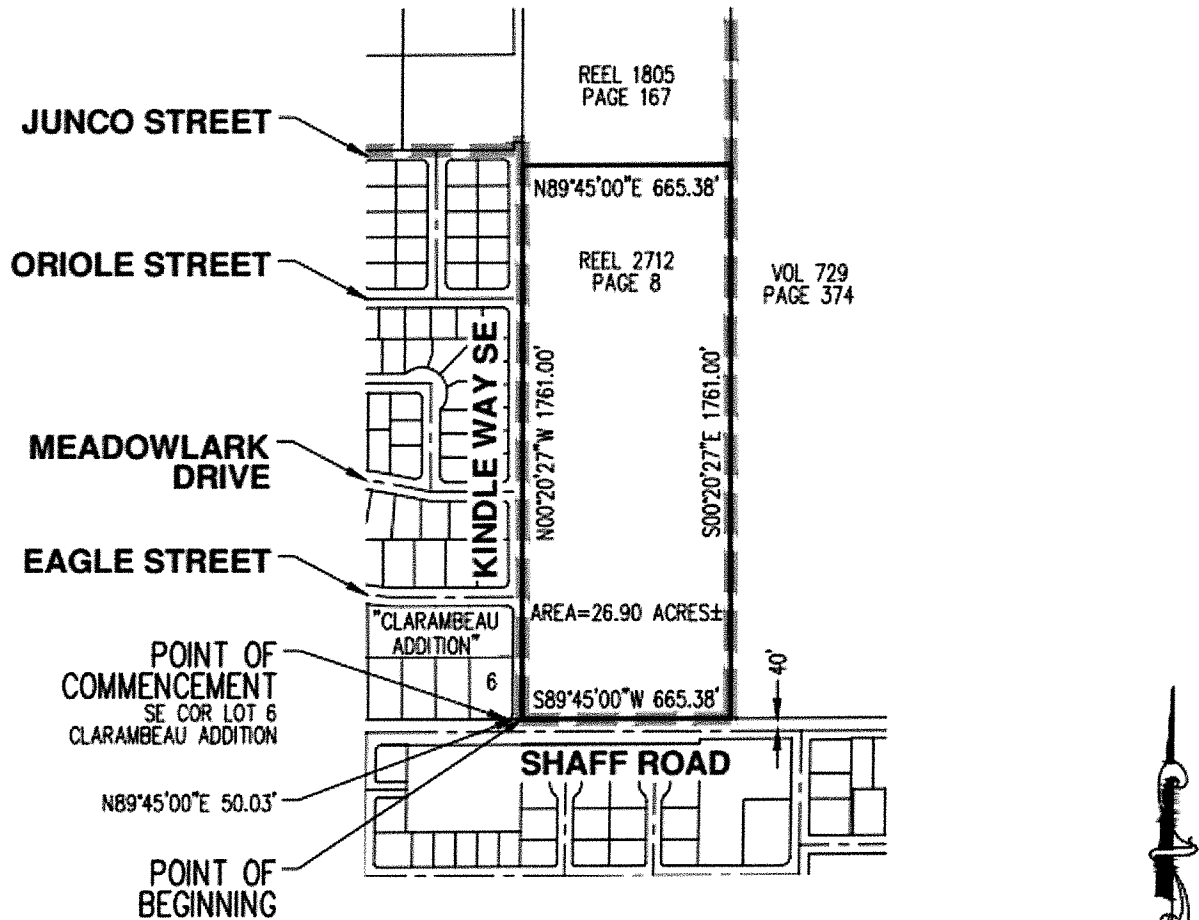 REEL 1805
PAGE 167
JUNCO STREET
N89°45'00"E 665.38'
ORIOLE STREET
REEL 2712
PAGE 8
VOL 729
PAGE 374
KINDLE WAY SE
N00°20'27"W 1761.00'
S00°20'27"E 1761.00'
MEADOWLARK
DRIVE
EAGLE STREET
"CLARAMBEAU
ADDITION"
AREA=26.90 ACRES±
6
POINT OF
COMMENCEMENT
SE COR LOT 6
CLARAMBEAU ADDITION
S89°45'00"W 665.38'
40'
SHAFF ROAD
N89°45'00"E 50.03'
POINT OF
BEGINNING